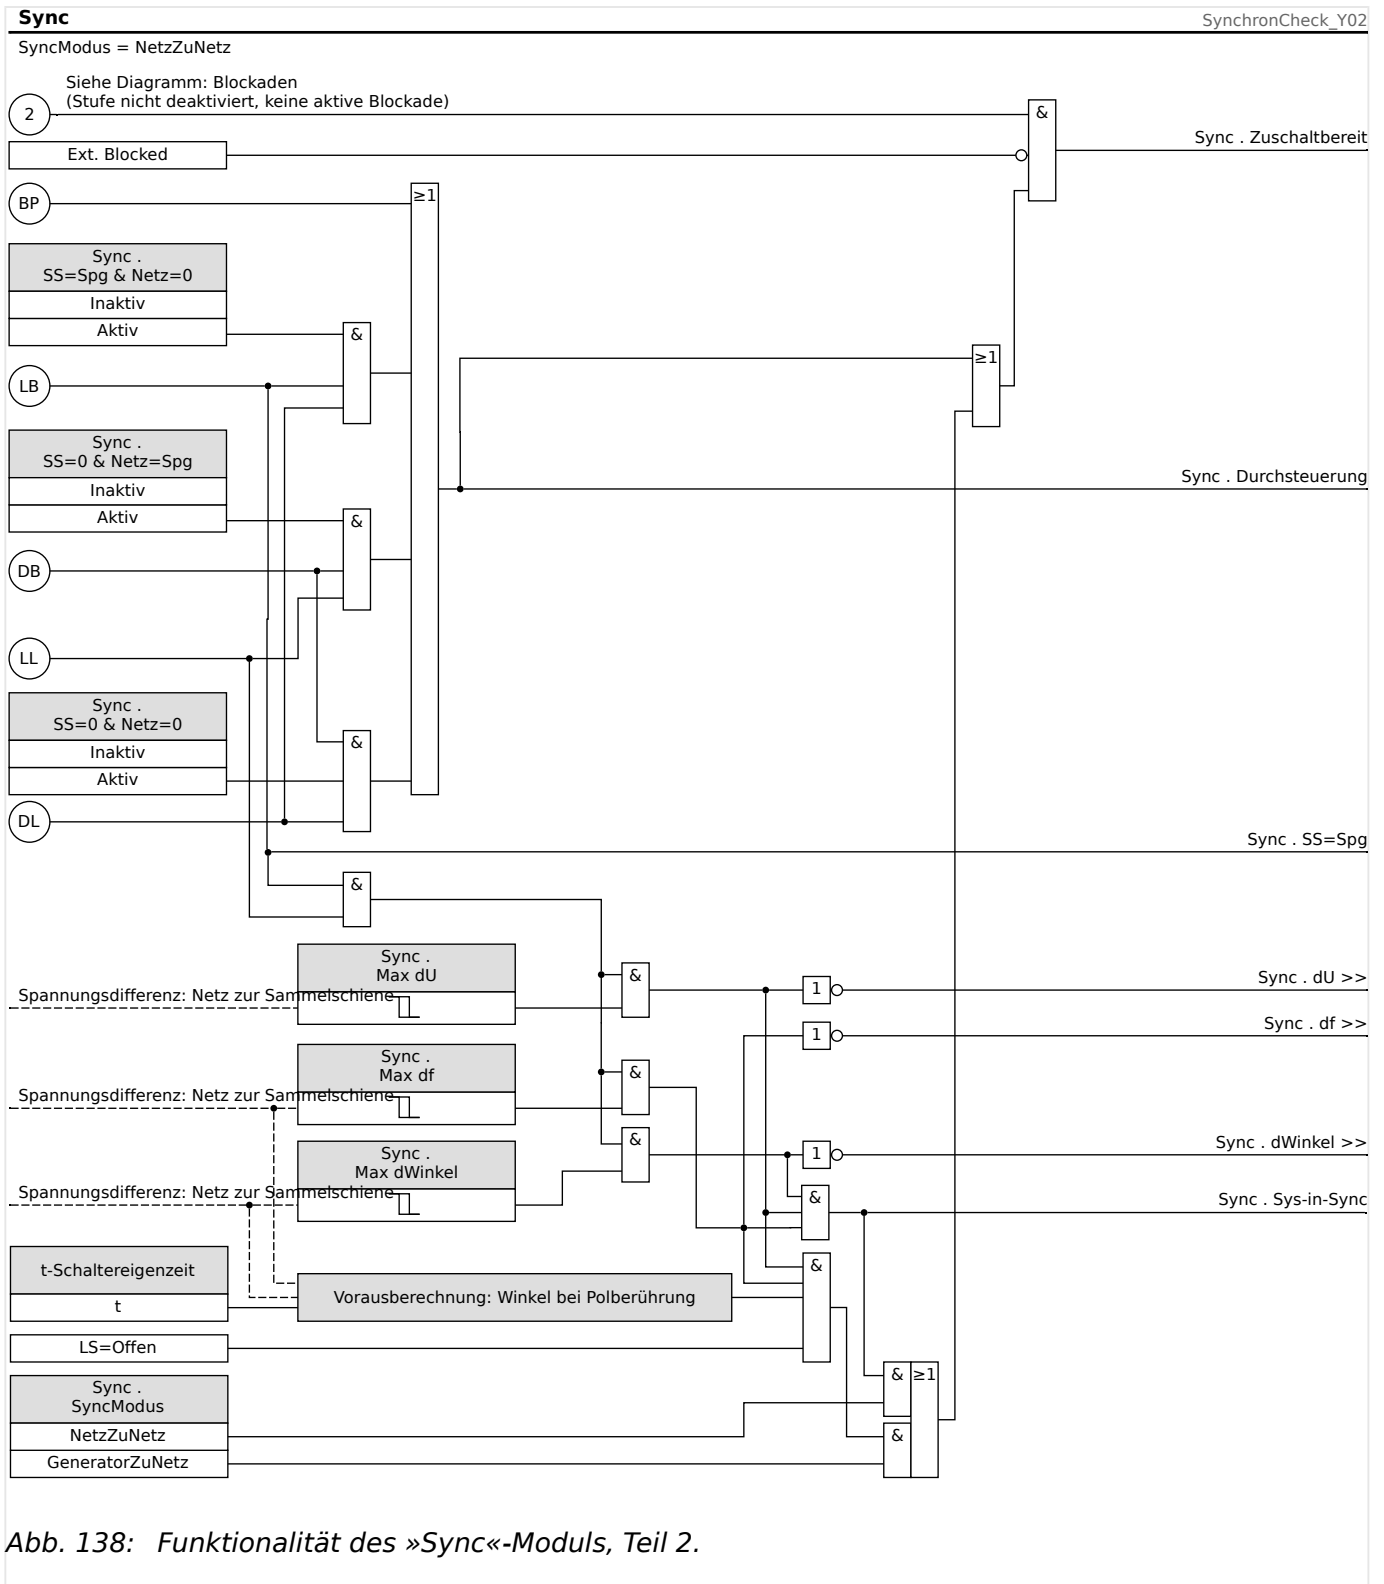 Sync
SynchronCheck_Y02
SyncModus = NetzZuNetz
Siehe Diagramm: Blockaden
(Stufe nicht deaktiviert, keine aktive Blockade)
2
&
Sync . Zuschaltbereit
Ext. Blocked
BP
≥1
Sync .
SS=Spg & Netz=0
Inaktiv
Aktiv
&
≥1
LB
Sync .
SS=0 & Netz=Spg
Inaktiv
Aktiv
&
Sync . Durchsteuerung
DB
LL
Sync .
SS=0 & Netz=0
Inaktiv
Aktiv
&
DL
Sync . SS=Spg
&
Sync .
Max dU
Spannungsdifferenz: Netz zur Sammelschiene
&
1
Sync . dU >>
1
Sync . df >>
Sync .
Max df
Spannungsdifferenz: Netz zur Sammelschiene
&
&
Sync .
Max dWinkel
Spannungsdifferenz: Netz zur Sammelschiene
1
Sync . dWinkel >>
&
Sync . Sys-in-Sync
t-Schaltereigenzeit
t
Vorausberechnung: Winkel bei Polberührung
&
LS=Offen
Sync .
SyncModus
NetzZuNetz
GeneratorZuNetz
&
≥1
&
Abb. 138: Funktionalität des »Sync«-Moduls, Teil 2.